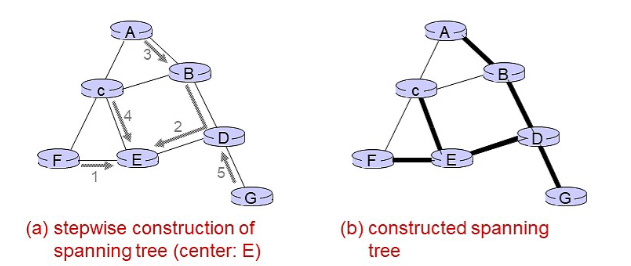 A
3
B
c
4
2
D
F
E
1
5
G
(a) stepwise construction of
spanning tree (center: E)
A
B
c
D
F
E
G
(b) constructed spanning
tree